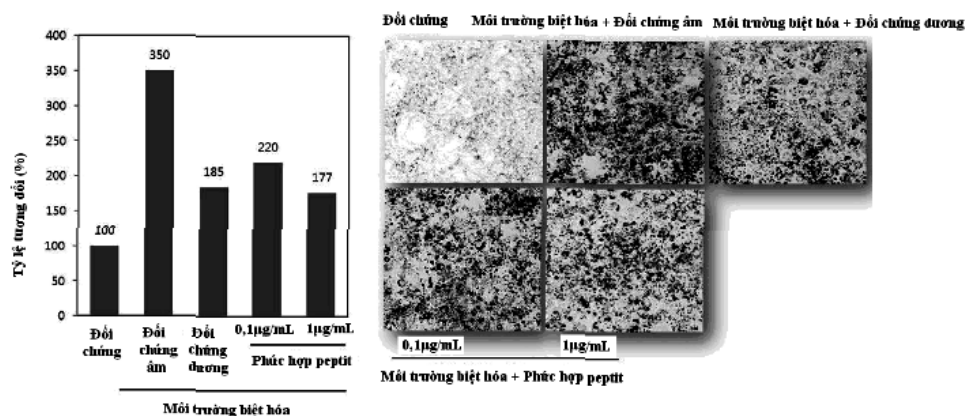 Tỷ lệ tương đối (%)
400
350
300
250
200
150
100
50
0
100
350
185
220
177
Đối chứng
Đối chứng âm
Đối chứng dương
0,1µg/mL
1µg/mL
Phức hợp peptit
Môi trường biệt hóa
Đối chứng
Môi trường biệt hóa + Đối chứng âm
Môi trường biệt hóa + Đối chứng dương
0,1µg/mL
1µg/mL
Môi trường biệt hóa + Phức hợp peptit